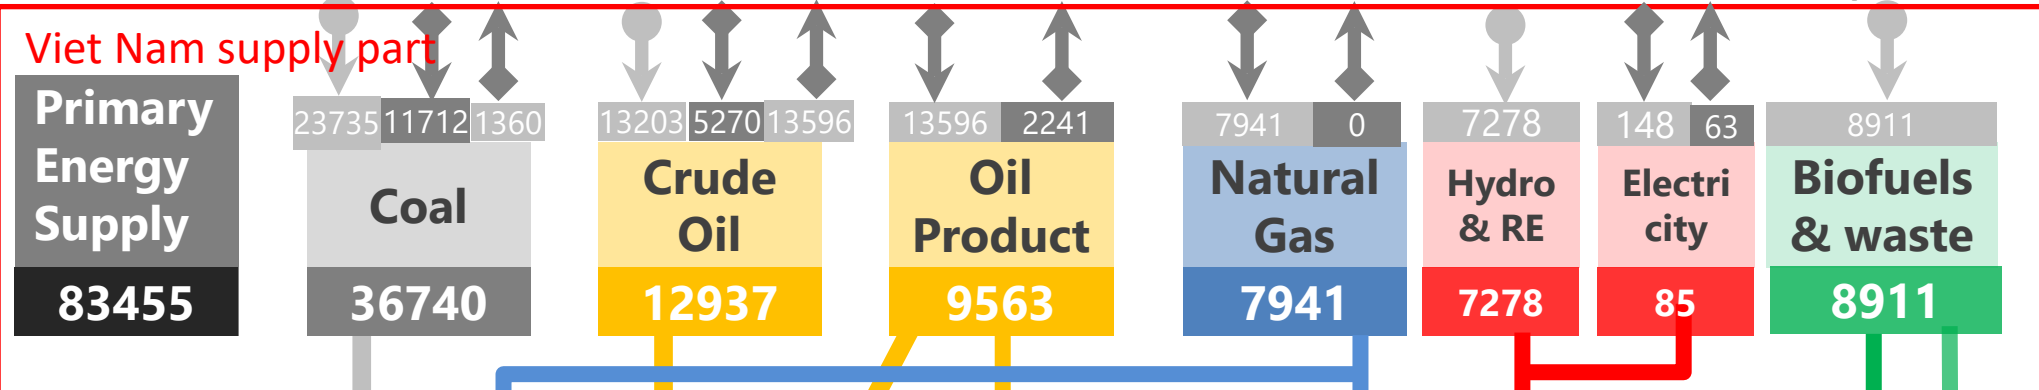 Viet Nam supply part
Primary
Energy
Supply
83455
23735 11712 1360
Coal
36740
13203 5270 13596
Crude
Oil
12937
13596 2241
Oil
Product
9563
7941 0
Natural
Gas
7941
7278
Hydro
& RE
7278
148 63
Electri
city
85
8911
Biofuels
& waste
8911